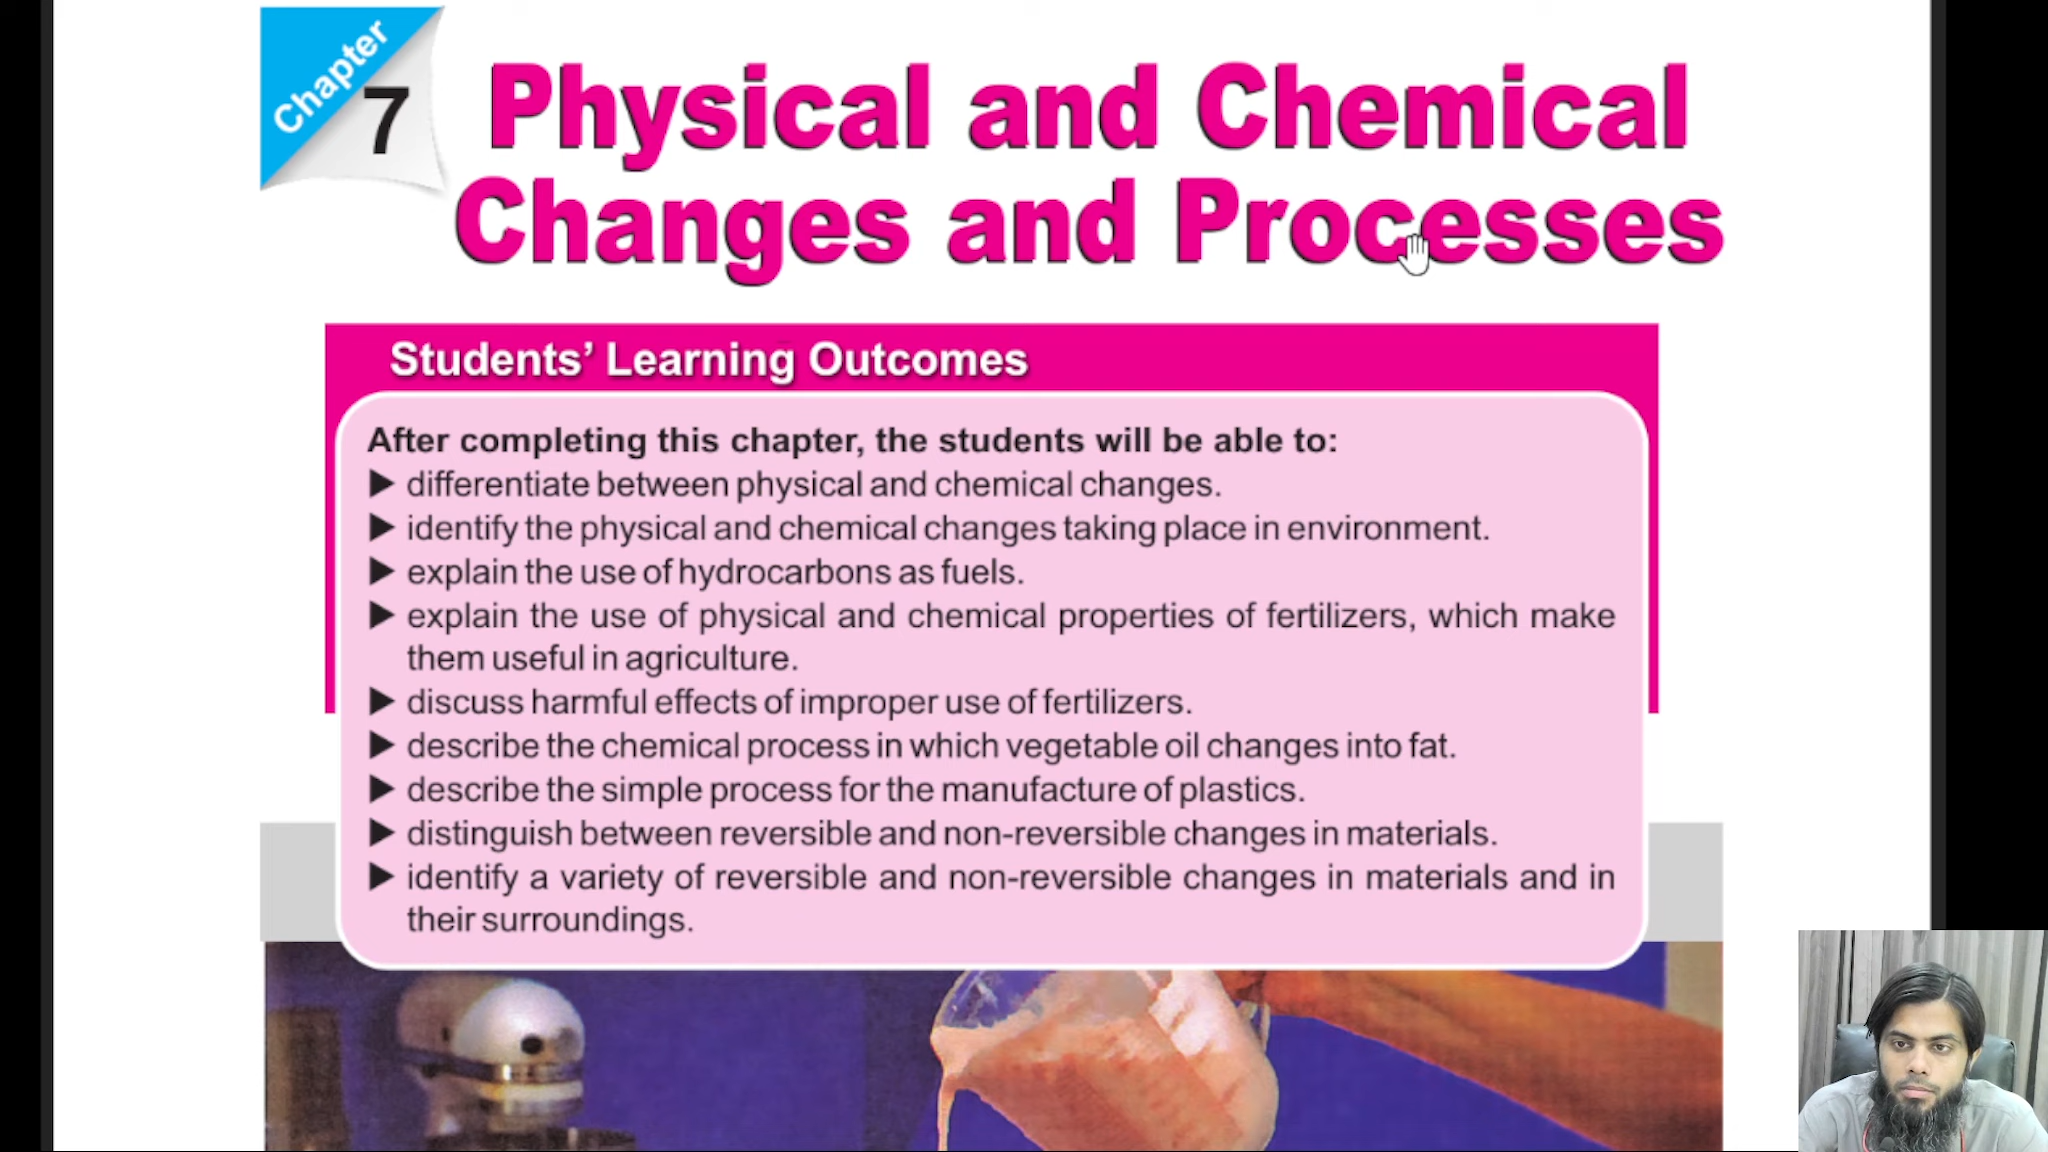 Chapter
7
Physical and Chemical
Changes and Processes
Students’ Learning Outcomes
After completing this chapter, the students will be able to:
▶ differentiate between physical and chemical changes.
▶ identify the physical and chemical changes taking place in environment.
▶ explain the use of hydrocarbons as fuels.
▶ explain the use of physical and chemical properties of fertilizers, which make
them useful in agriculture.
▶ discuss harmful effects of improper use of fertilizers.
▶ describe the chemical process in which vegetable oil changes into fat.
▶ describe the simple process for the manufacture of plastics.
▶ distinguish between reversible and non-reversible changes in materials.
▶ identify a variety of reversible and non-reversible changes in materials and in
their surroundings.